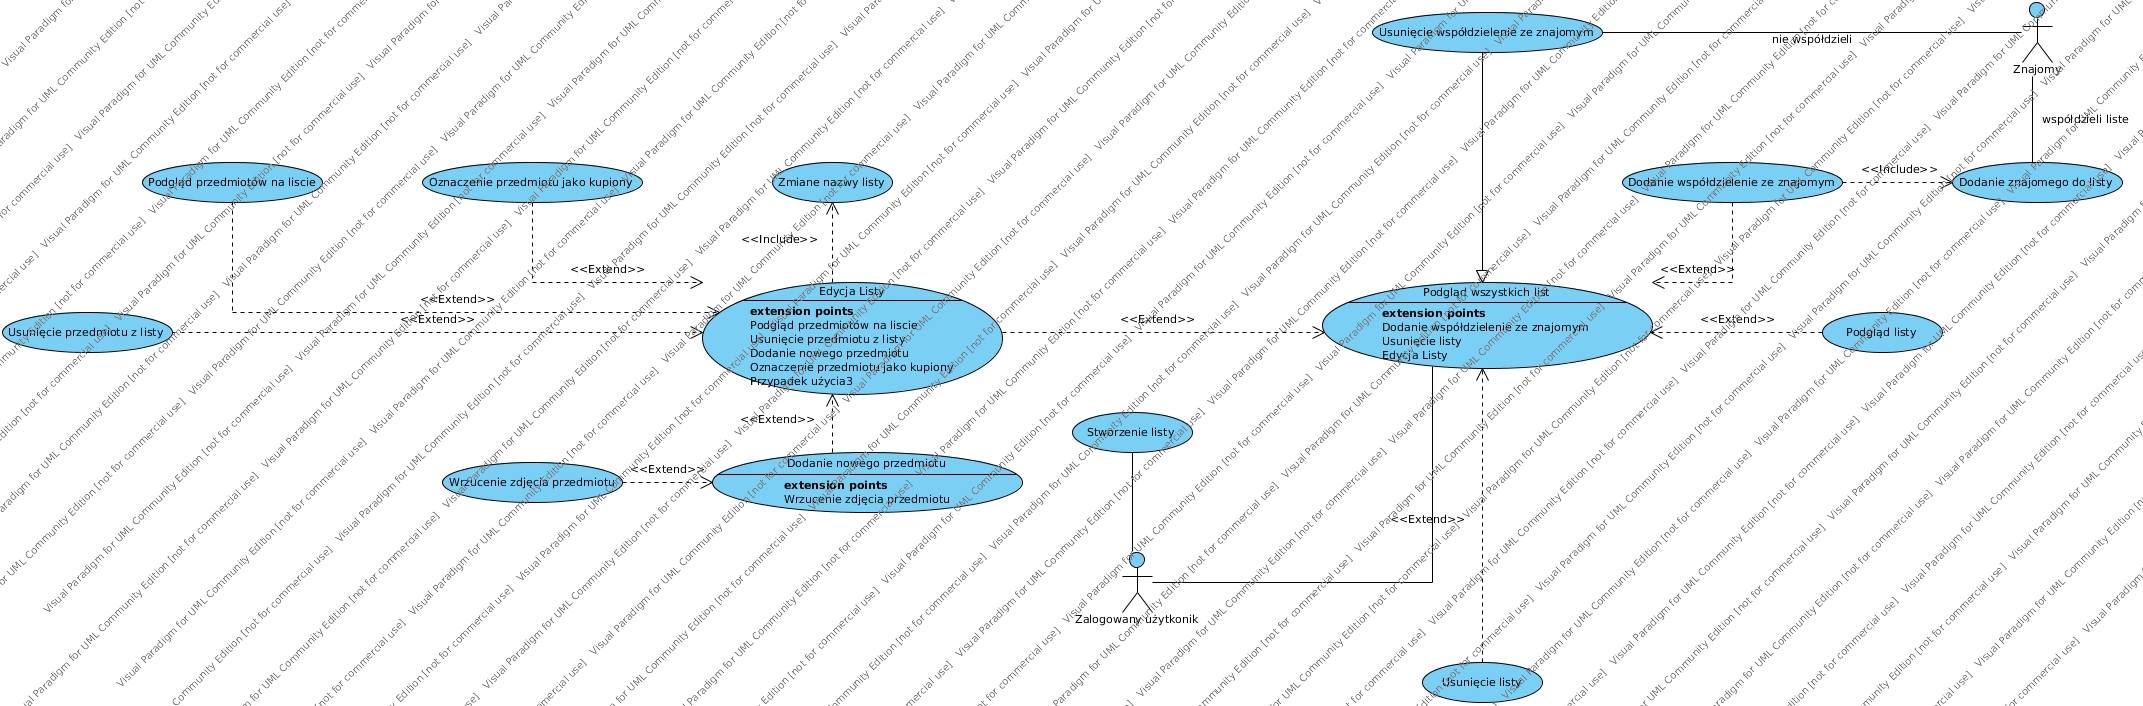 Usunięcie współdzielenie ze znajomym
nie współdzieli
Znajomy
współdzieli liste
Podgląd przedmiotów na liscie
Oznaczenie przedmiotu jako kupiony
Zmiane nazwy listy
Dodanie współdzielenie ze znajomym
<<Include>>
Dodanie znajomego do listy
<<Include>>
<<Extend>>
<<Extend>>
<<Extend>>
Usunięcie przedmiotu z listy
<<Extend>>
Edycja Listy
extension points
Podgląd przedmiotów na liscie
Usunięcie przedmiotu z listy
Dodanie nowego przedmiotu
Oznaczenie przedmiotu jako kupiony
Przypadek użycia3
<<Extend>>
Podgląd wszystkich list
extension points
Dodanie współdzielenie ze znajomym
Usunięcie listy
Edycja Listy
<<Extend>>
Podgląd listy
<<Extend>>
Stworzenie listy
Wrzucenie zdjęcia przedmiotu
<<Extend>>
Dodanie nowego przedmiotu
extension points
Wrzucenie zdjęcia przedmiotu
<<Extend>>
Zalogowany użytkonik
Usunięcie listy
Visual Paradigm for UML Community Edition [not for commercial use]